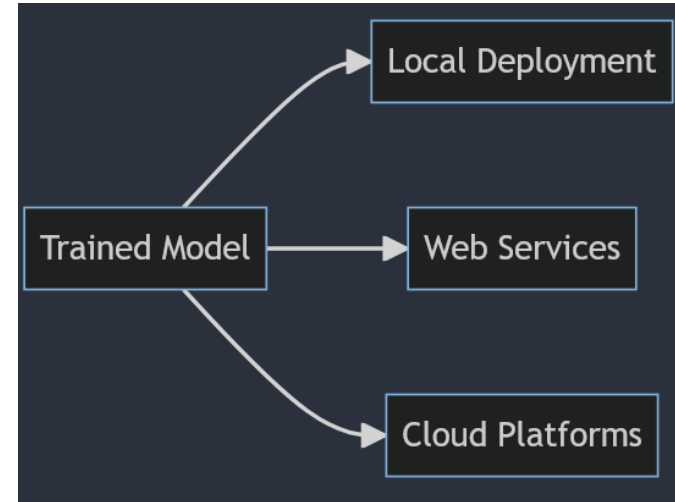 Local Deployment
Trained Model
Web Services
Cloud Platforms